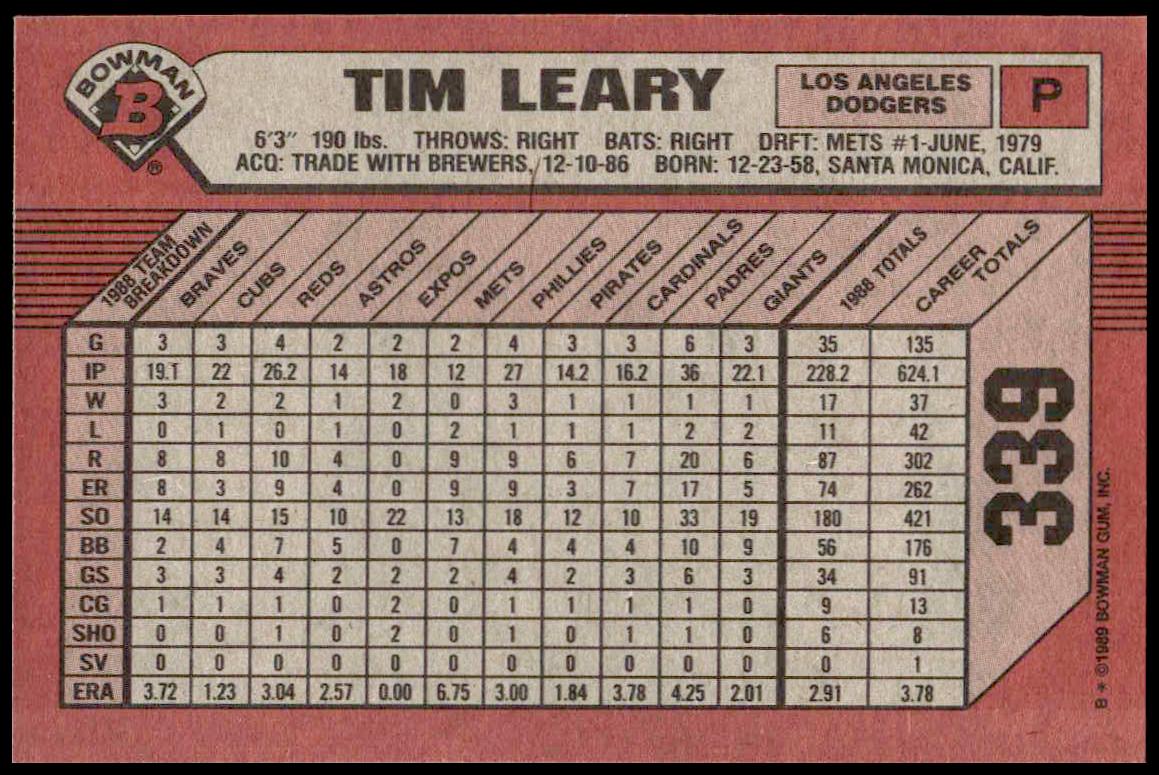 BOWMAN
B
®
TIM LEARY
LOS ANGELES
DODGERS
P
6'3" 190 lbs. THROWS: RIGHT BATS: RIGHT DRFT: METS #1-JUNE, 1979
ACQ: TRADE WITH BREWERS, 12-10-86 BORN: 12-23-58, SANTA MONICA, CALIF.
1988 TEAM BREAKDOWN BRAVES CUBS REDS ASTROS EXPOS METS PHILLIES PIRATES CARDINALS PADRES GIANTS 1988 TOTALS CAREER TOTALS
G 3 3 4 2 2 2 4 3 3 6 3 35 135
IP 19.1 22 26.2 14 18 12 27 14.2 16.2 36 22.1 228.2 624.1
W 3 2 2 1 2 0 3 1 1 1 1 17 37
L 0 1 0 1 0 2 1 1 1 2 2 11 42
R 8 8 10 4 0 9 9 6 7 20 6 87 302
ER 8 3 9 4 0 9 9 3 7 17 5 74 262
SO 14 14 15 10 22 13 18 12 10 33 19 180 421
BB 2 4 7 5 0 7 4 4 4 10 9 56 176
GS 3 3 4 2 2 2 4 2 3 6 3 34 91
CG 1 1 1 0 2 0 1 1 1 1 0 9 13
SHO 0 0 1 0 2 0 1 0 1 1 0 6 8
SV 0 0 0 0 0 0 0 0 0 0 0 0 1
ERA 3.72 1.23 3.04 2.57 0.00 6.75 3.00 1.84 3.78 4.25 2.01 2.91 3.78
339
B * ©1989 BOWMAN GUM, INC.